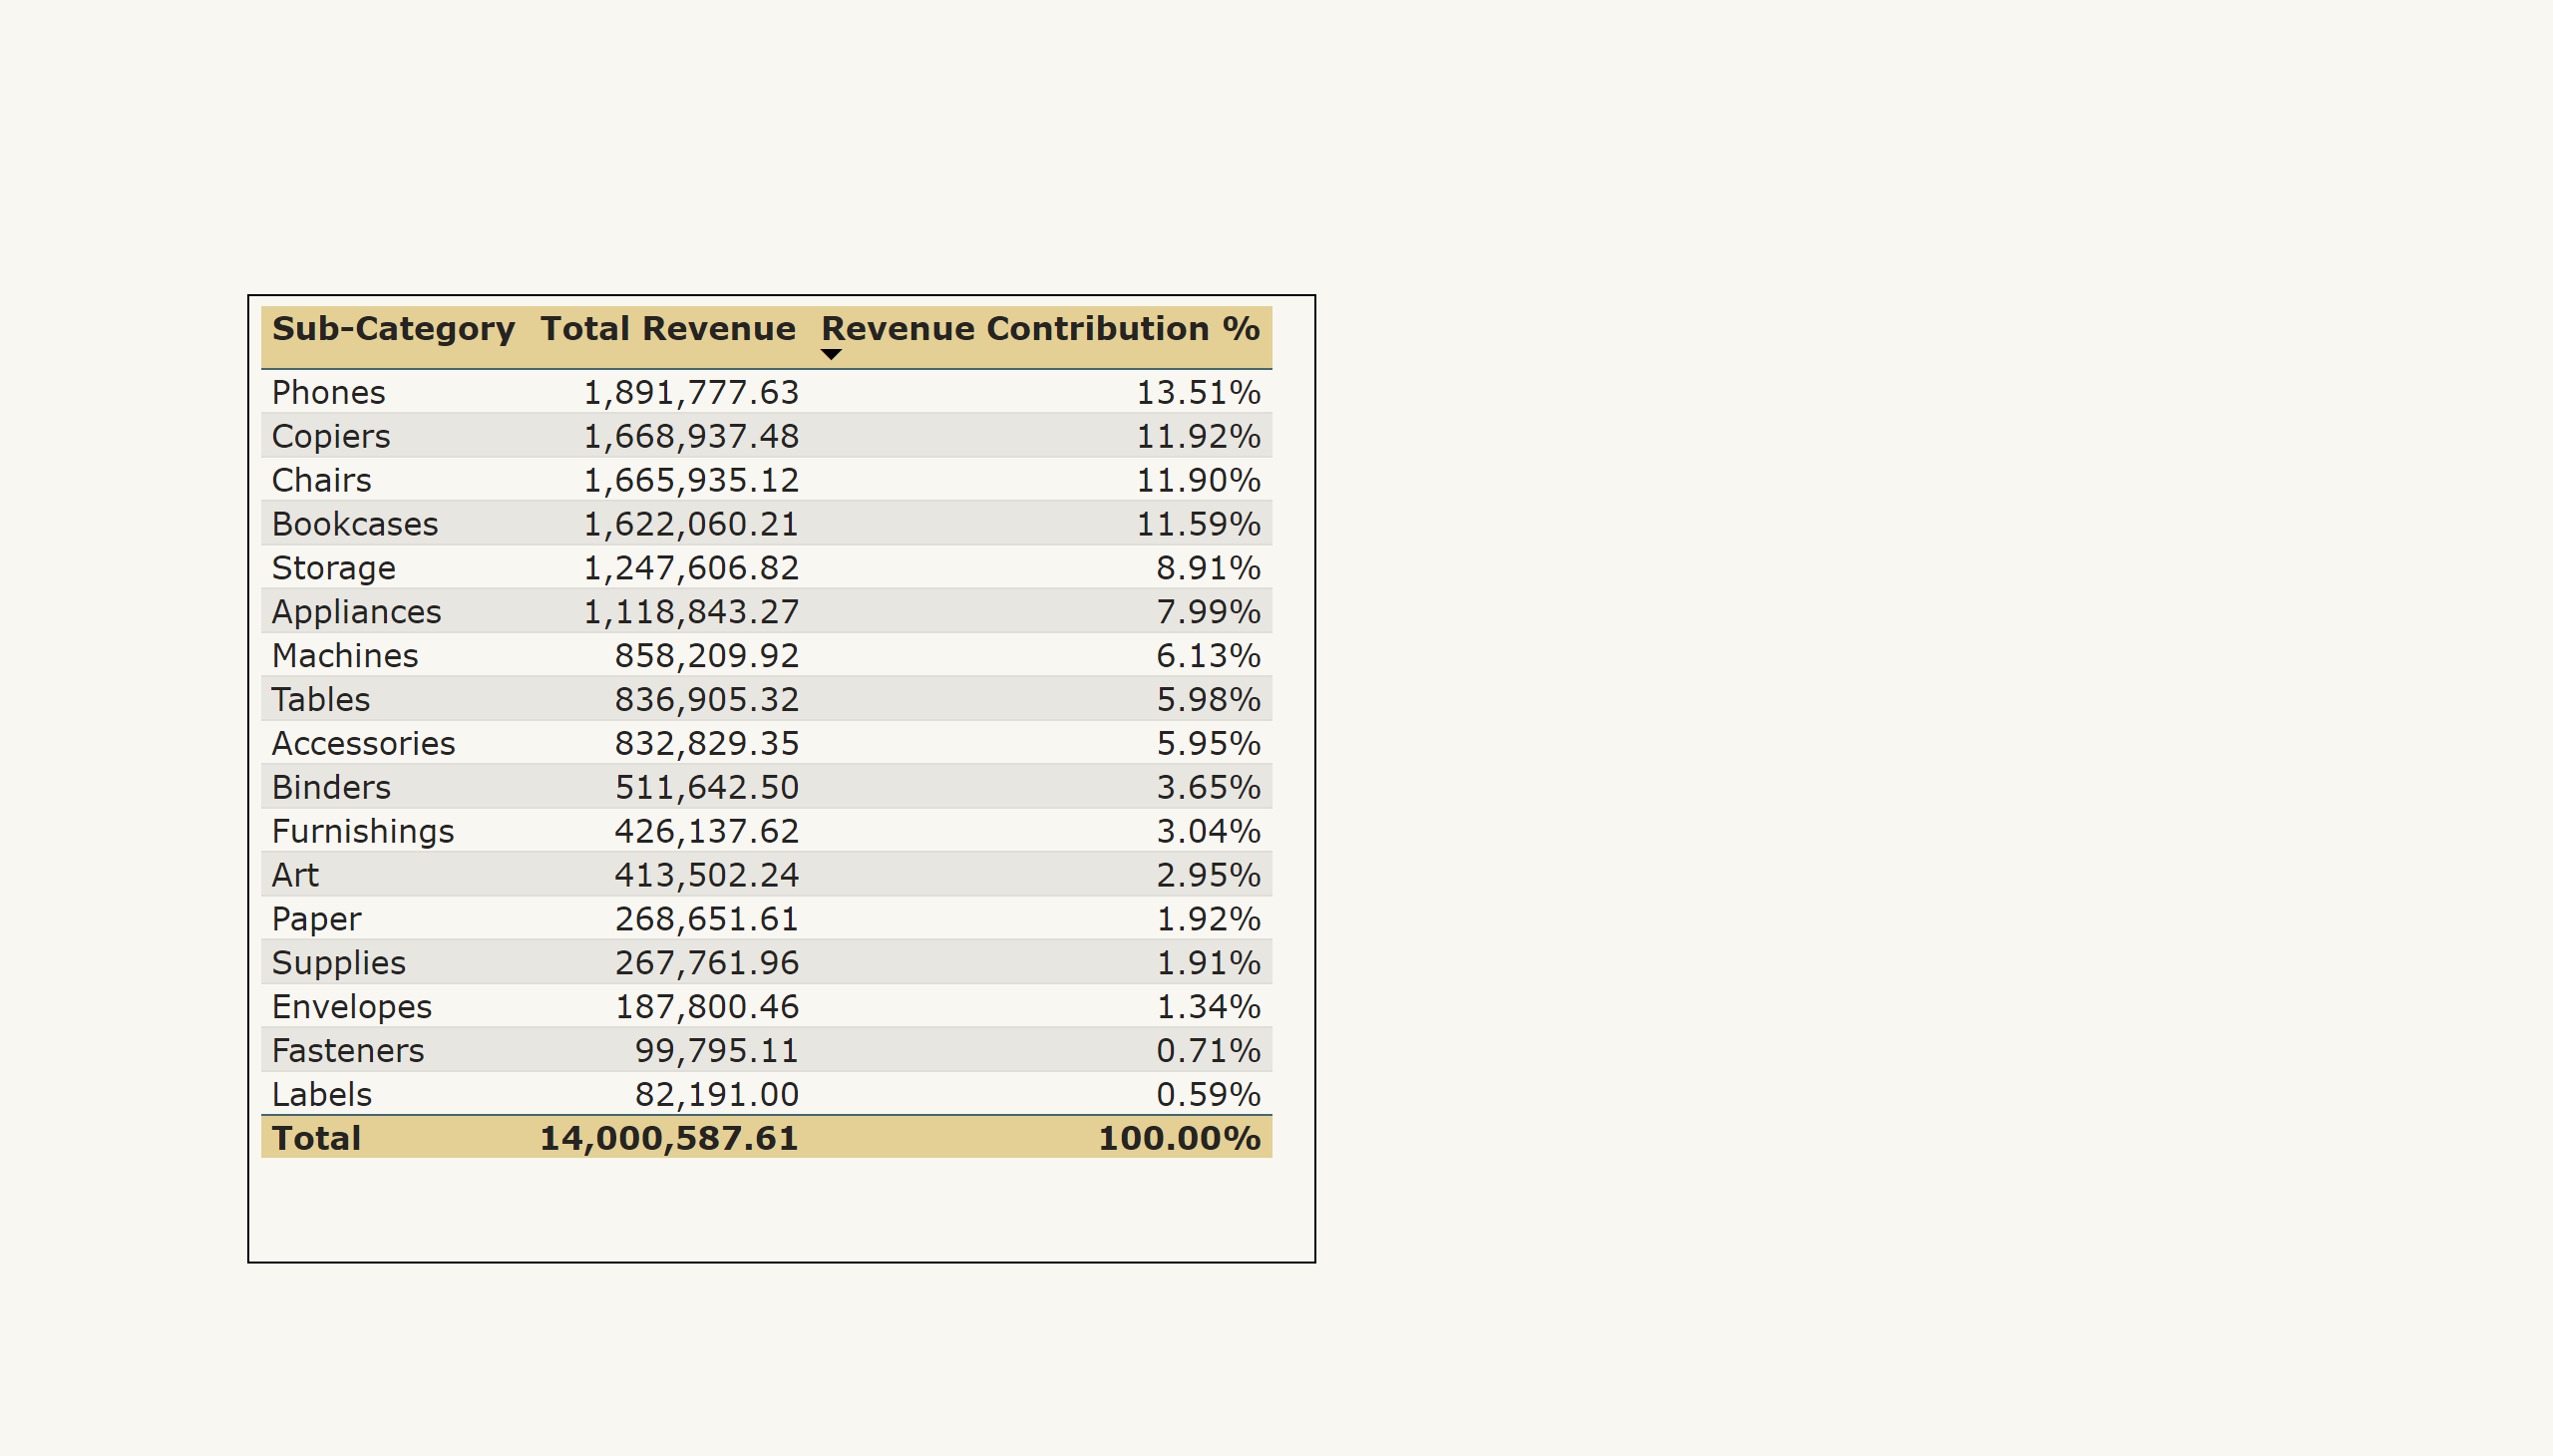 Sub-Category Total Revenue Revenue Contribution %
Phones 1,891,777.63 13.51%
Copiers 1,668,937.48 11.92%
Chairs 1,665,935.12 11.90%
Bookcases 1,622,060.21 11.59%
Storage 1,247,606.82 8.91%
Appliances 1,118,843.27 7.99%
Machines 858,209.92 6.13%
Tables 836,905.32 5.98%
Accessories 832,829.35 5.95%
Binders 511,642.50 3.65%
Furnishings 426,137.62 3.04%
Art 413,502.24 2.95%
Paper 268,651.61 1.92%
Supplies 267,761.96 1.91%
Envelopes 187,800.46 1.34%
Fasteners 99,795.11 0.71%
Labels 82,191.00 0.59%
Total 14,000,587.61 100.00%